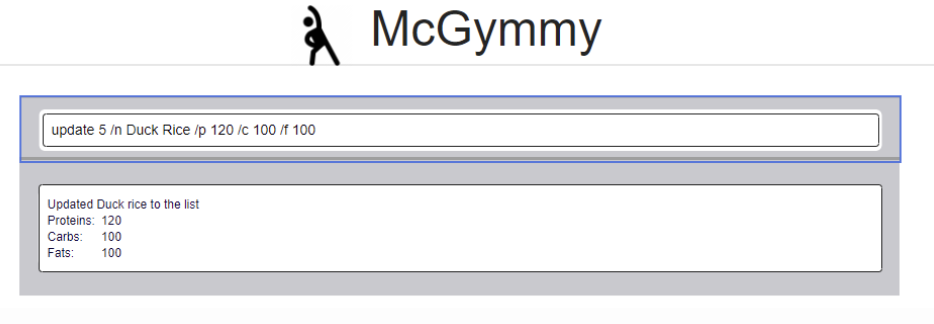 McGymmy
update 5 /n Duck Rice /p 120 /c 100 /f 100
Updated Duck rice to the list
Proteins: 120
Carbs: 100
Fats: 100